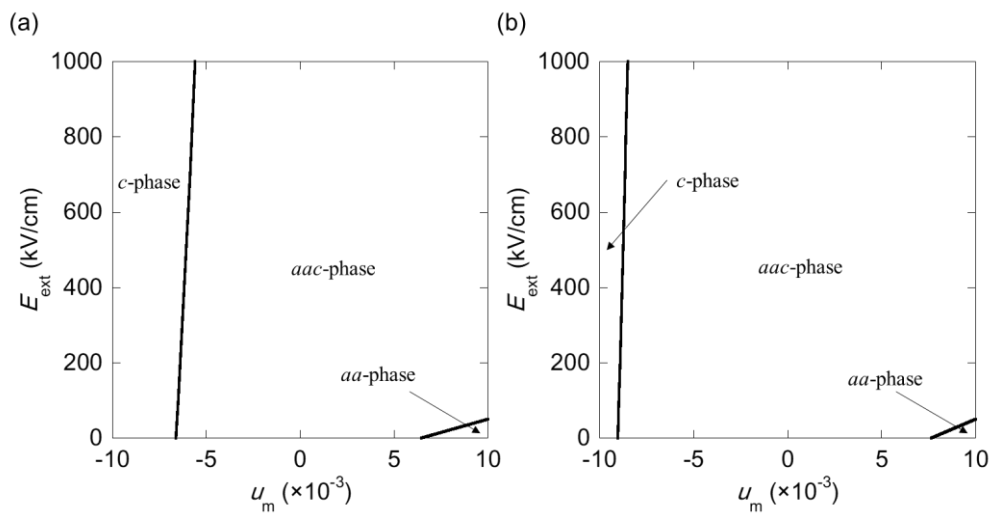 (a)
1000
800
600
400
200
0
E_ext (kV/cm)
c-phase
aac-phase
aa-phase
-10
-5
0
5
10
u_m (×10⁻³)
(b)
1000
800
600
400
200
0
E_ext (kV/cm)
c-phase
aac-phase
aa-phase
-10
-5
0
5
10
u_m (×10⁻³)